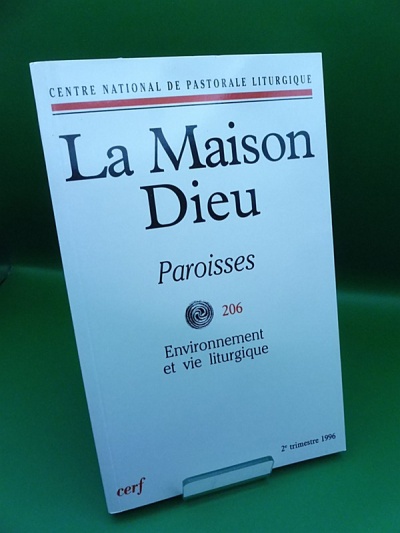 CENTRE NATIONAL DE PASTORALE LITURGIQUE
La Maison
Dieu
Paroisses
206
Environnement
et vie liturgique
2e trimestre 1996
cerf